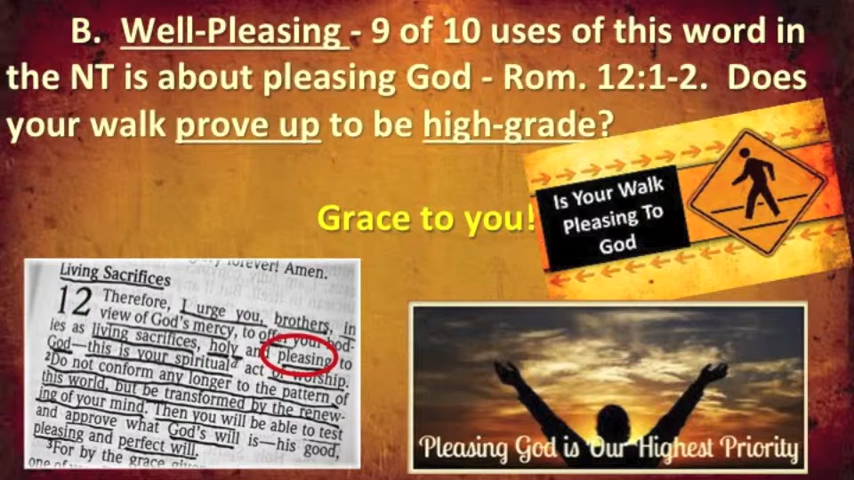 B. Well-Pleasing - 9 of 10 uses of this word in
the NT is about pleasing God - Rom. 12:1-2. Does
your walk prove up to be high-grade?
Is Your Walk
Pleasing To
God
Grace to you!
forever! Amen.
Living Sacrifices
12 Therefore, I urge you, brothers, in
view of God's mercy, to offer your bod-
ies as living sacrifices, holy and pleasing to
God—this is your spiritual act of worship.
2Do not conform any longer to the pattern of
this world, but be transformed by the renew-
ing of your mind. Then you will be able to test
and approve what God's will is—his good,
pleasing and perfect will.
3For by the grace given
one of
Pleasing God is Our Highest Priority